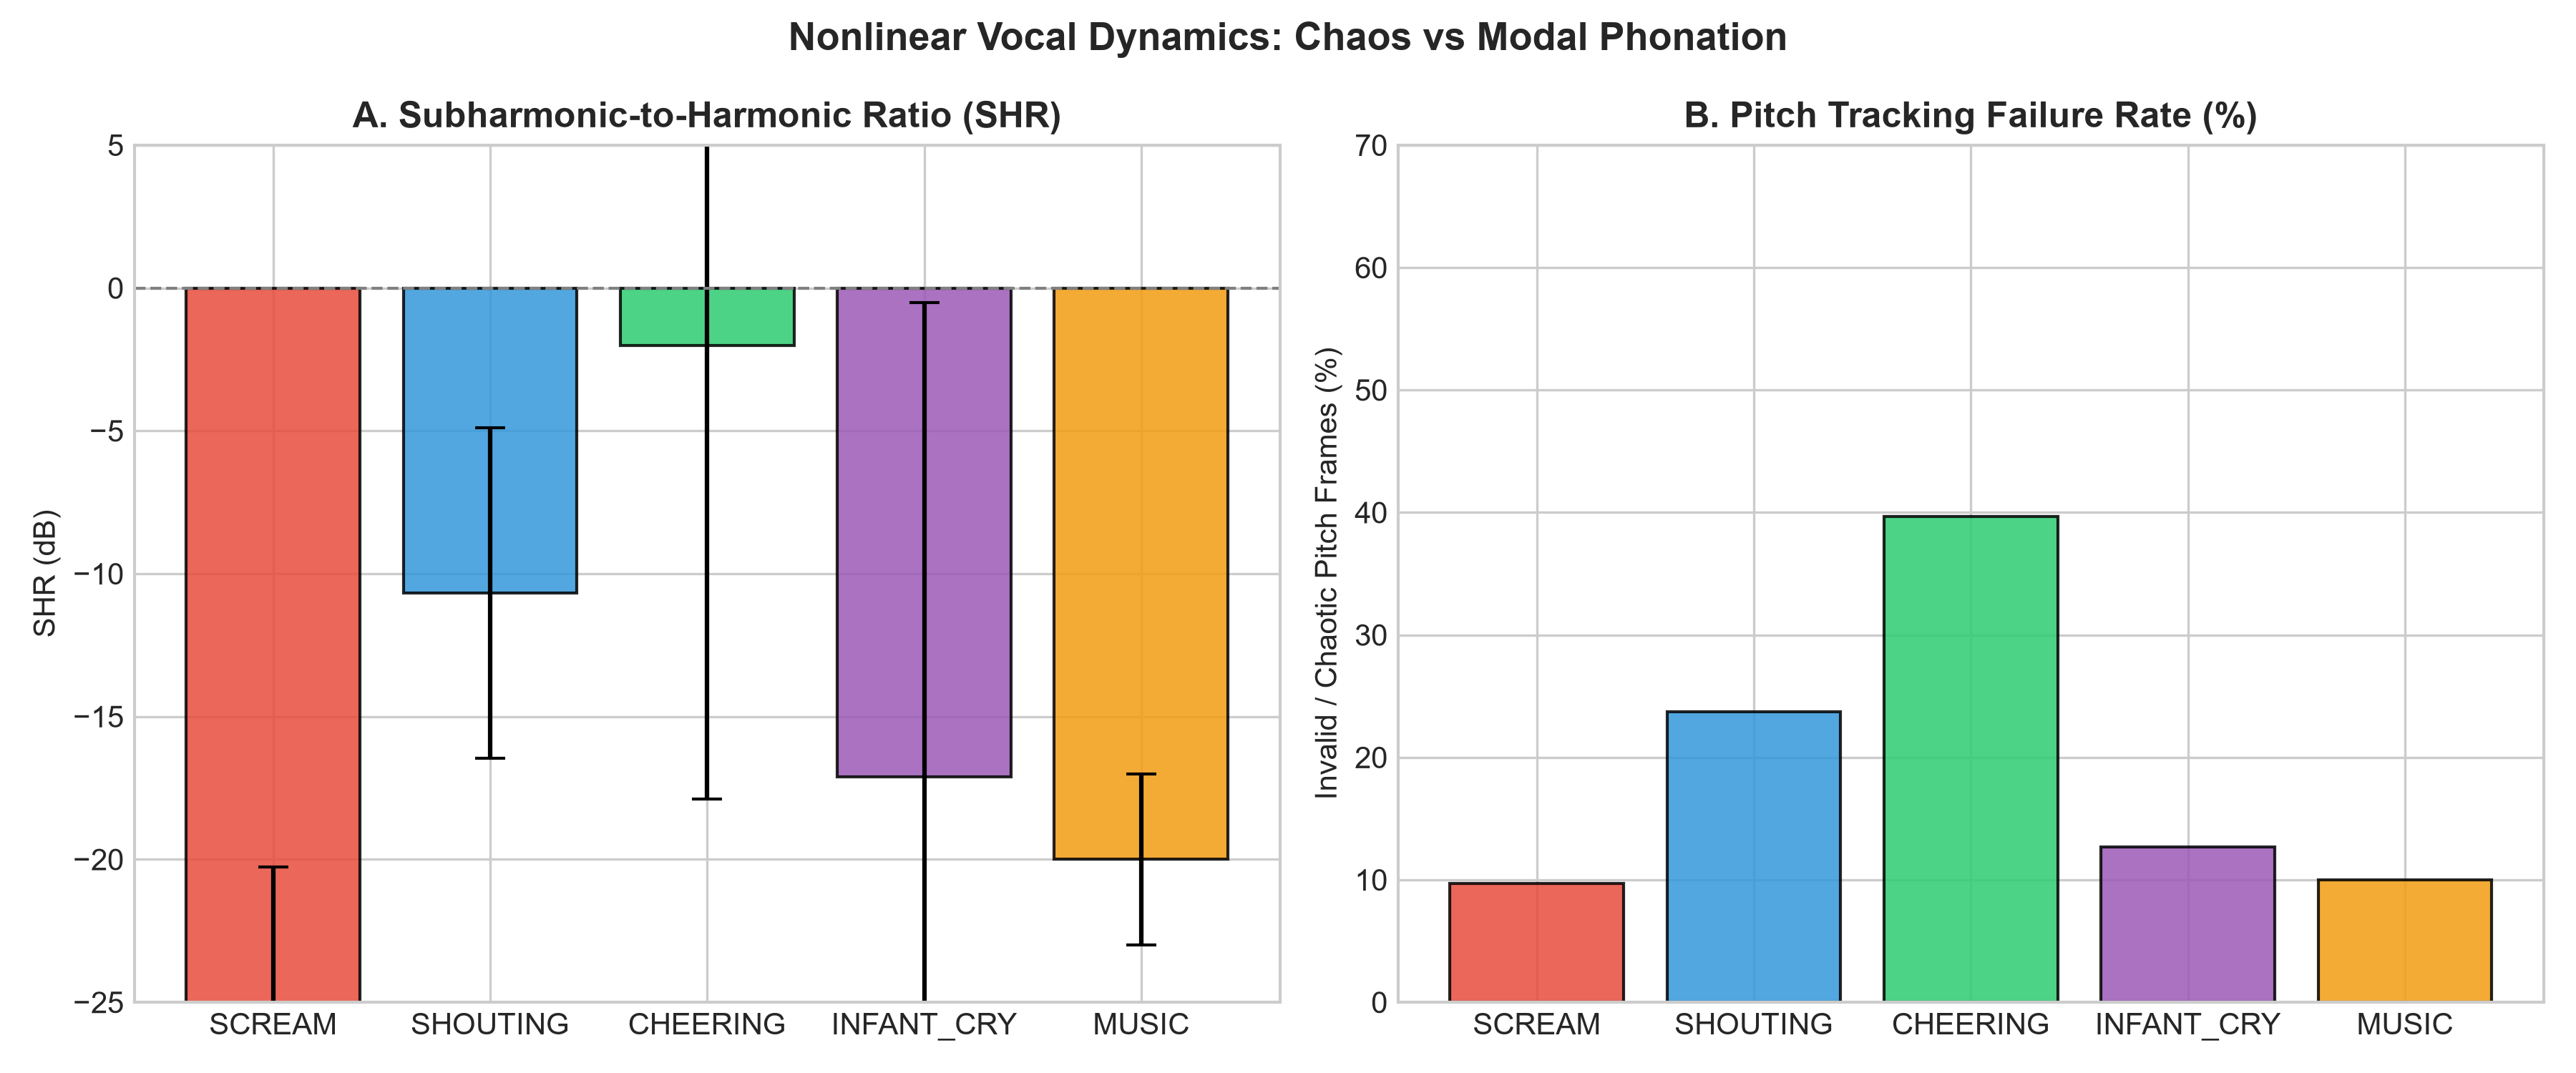 Nonlinear Vocal Dynamics: Chaos vs Modal Phonation
A. Subharmonic-to-Harmonic Ratio (SHR)
5
0
−5
−10
−15
−20
−25
SHR (dB)
SCREAM SHOUTING CHEERING INFANT_CRY MUSIC
B. Pitch Tracking Failure Rate (%)
70
60
50
40
30
20
10
0
Invalid / Chaotic Pitch Frames (%)
SCREAM SHOUTING CHEERING INFANT_CRY MUSIC